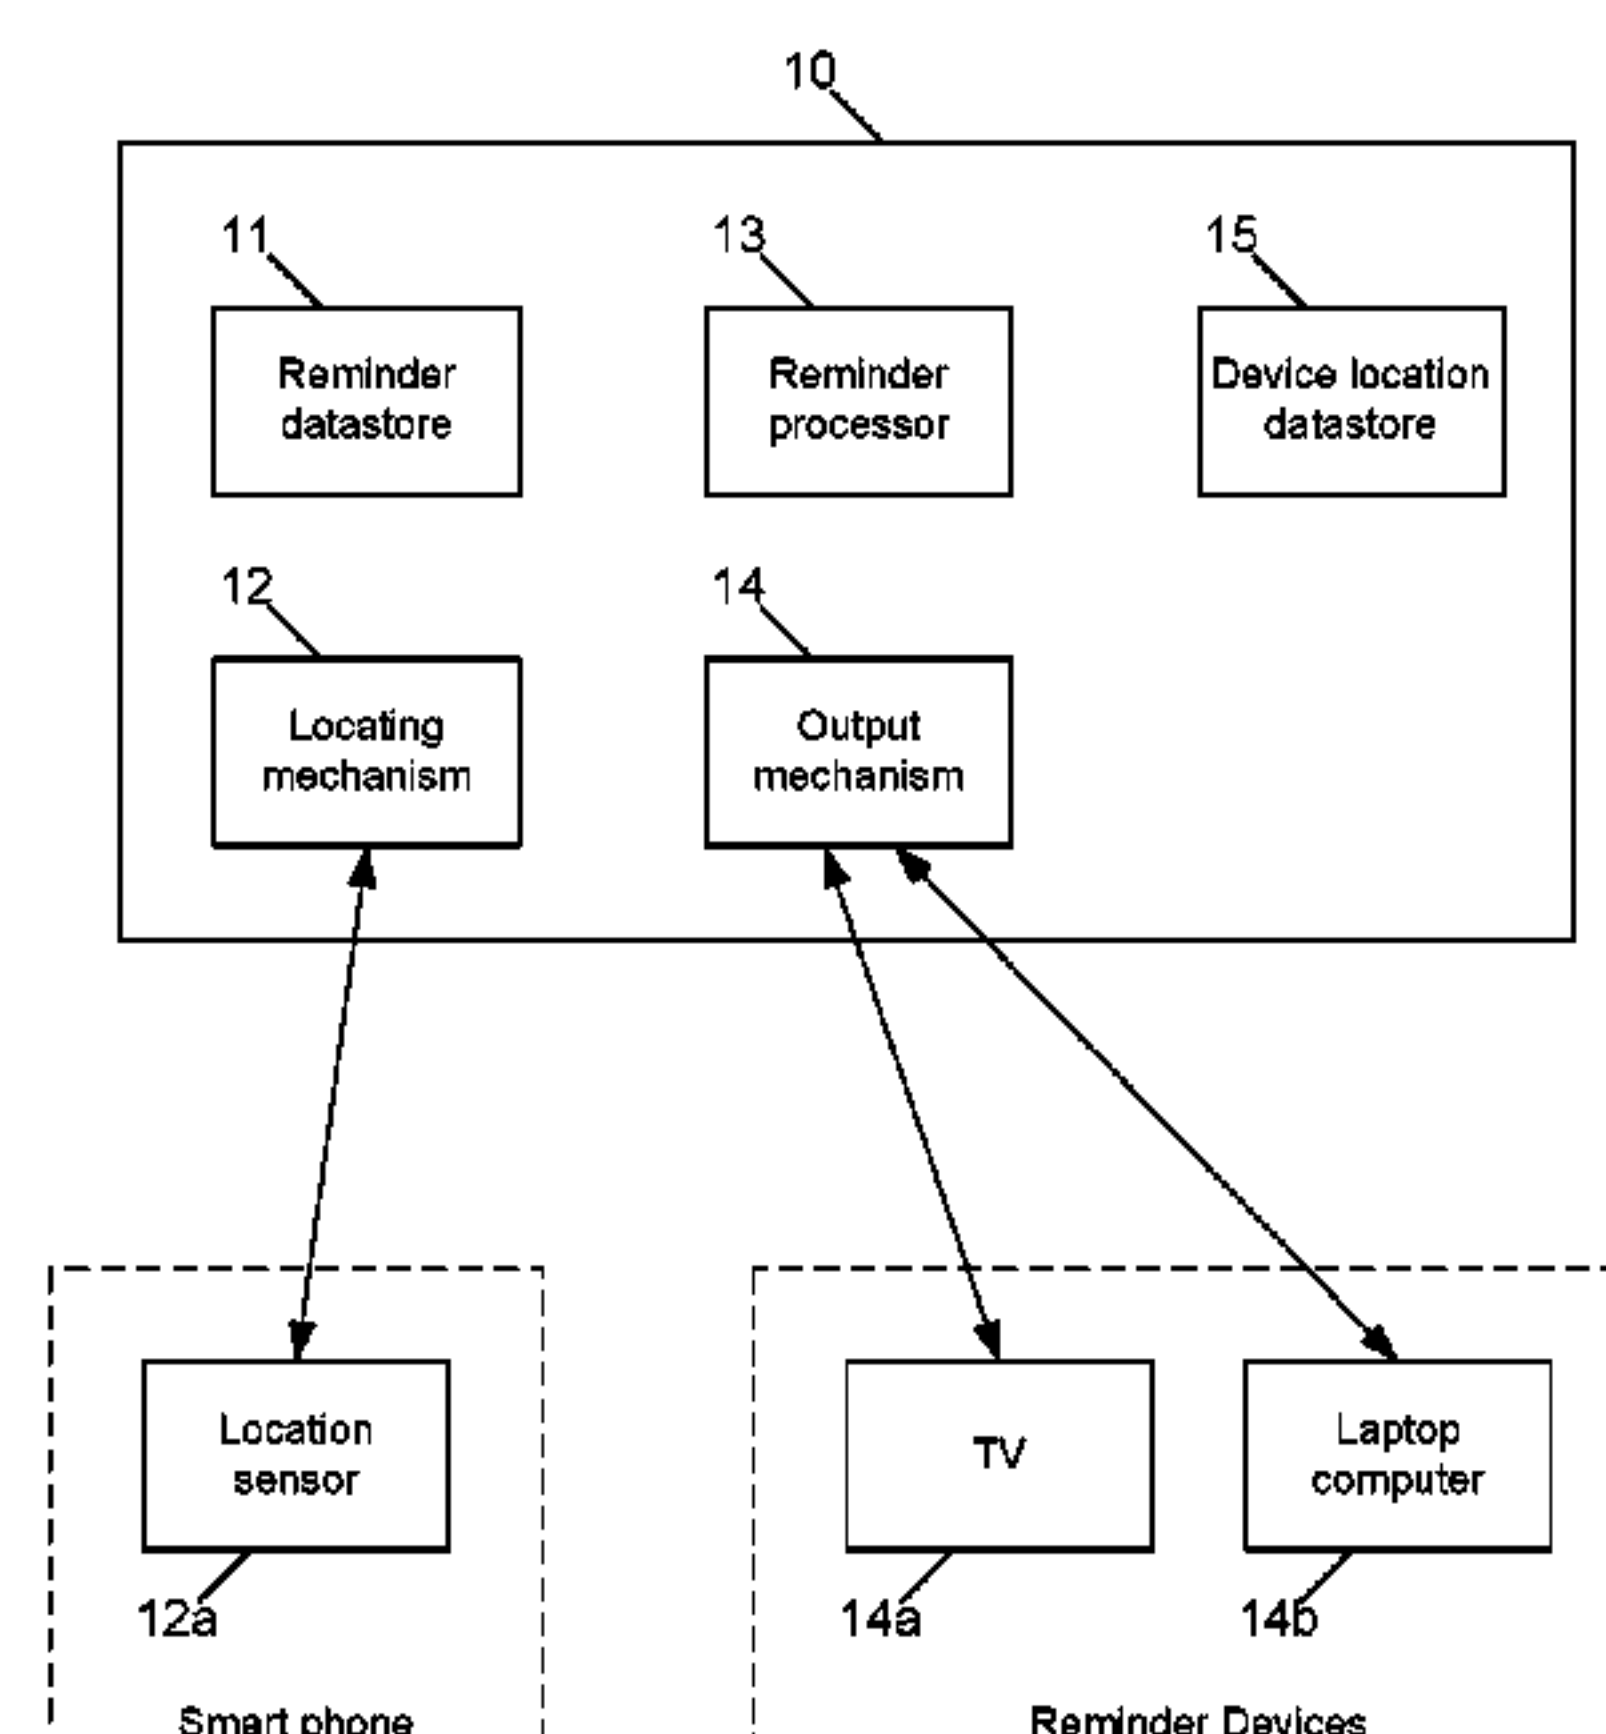 10
11
13
15
Reminder
datastore
Reminder
processor
Device location
datastore
12
14
Locating
mechanism
Output
mechanism
Location
sensor
TV
Laptop
computer
12a
14a
14b
Smart phone
Reminder Devices